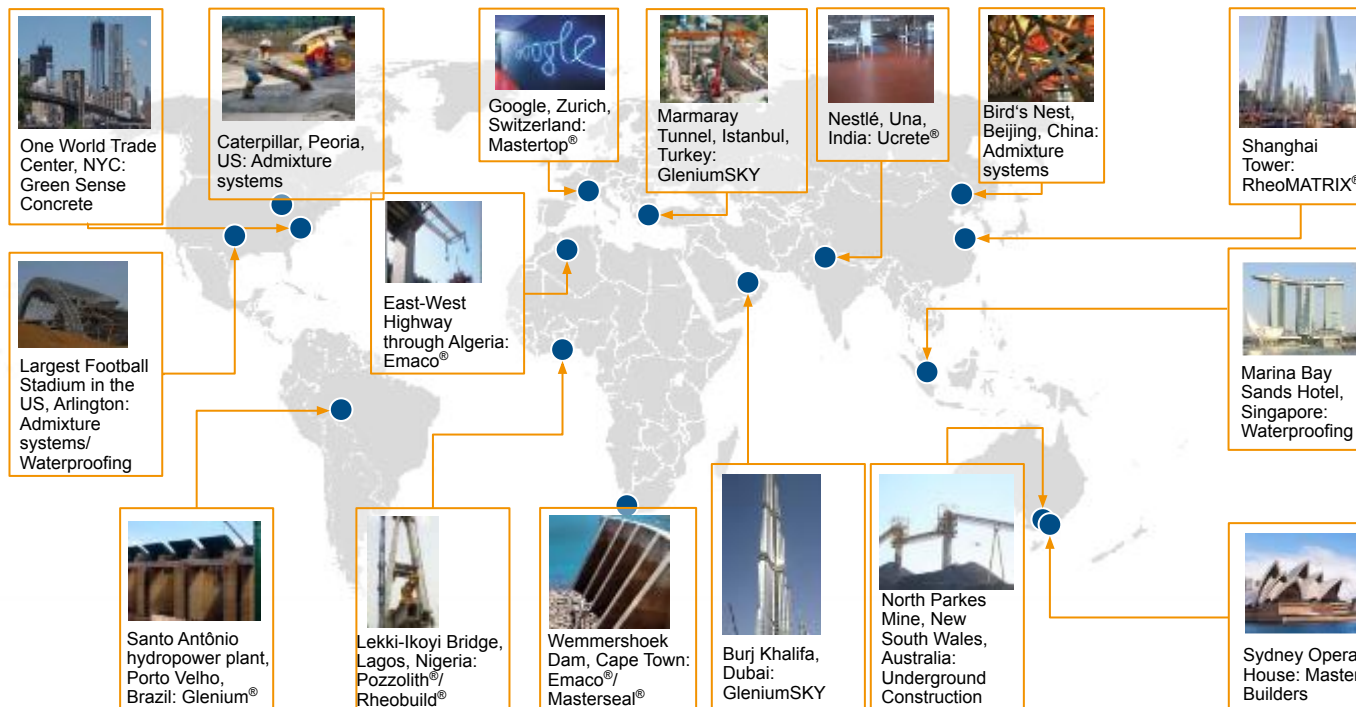 One World Trade
Center, NYC:
Green Sense
Concrete
Caterpillar, Peoria,
US: Admixture
systems
Google
Google, Zurich,
Switzerland:
Mastertop®
Marmaray
Tunnel, Istanbul,
Turkey:
GleniumSKY
Nestlé, Una,
India: Ucrete®
Bird‘s Nest,
Beijing, China:
Admixture
systems
Shanghai
Tower:
RheoMATRIX®
East-West
Highway
through Algeria:
Emaco®
Largest Football
Stadium in the
US, Arlington:
Admixture
systems/
Waterproofing
Marina Bay
Sands Hotel,
Singapore:
Waterproofing
Santo Antônio
hydropower plant,
Porto Velho,
Brazil: Glenium®
Lekki-Ikoyi Bridge,
Lagos, Nigeria:
Pozzolith®/
Rheobuild®
Wemmershoek
Dam, Cape Town:
Emaco®/
Masterseal®
Burj Khalifa,
Dubai:
GleniumSKY
North Parkes
Mine, New
South Wales,
Australia:
Underground
Construction
Sydney Opera
House: Master
Builders